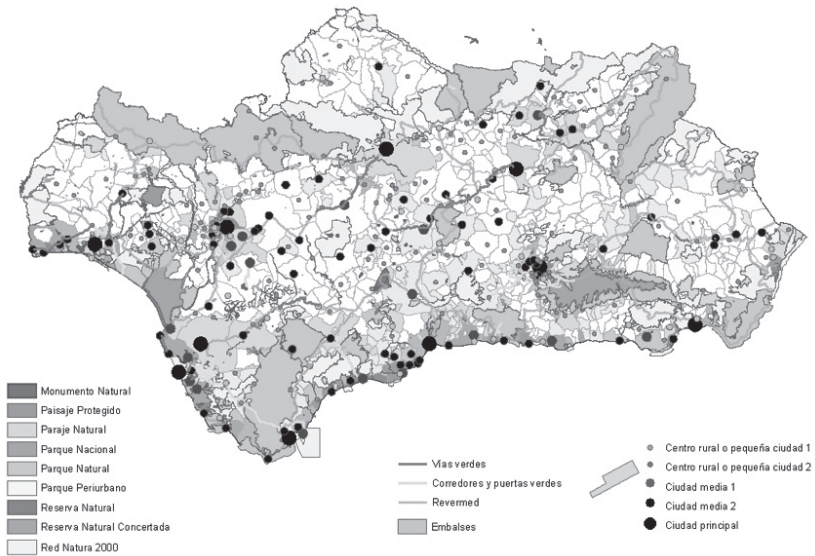 Monumento Natural
Paisaje Protegido
Paraje Natural
Parque Nacional
Parque Natural
Parque Periurbano
Reserva Natural
Reserva Natural Concertada
Red Natura 2000
Vías verdes
Corredores y puertas verdes
Revermed
Embalses
Centro rural o pequeña ciudad 1
Centro rural o pequeña ciudad 2
Ciudad media 1
Ciudad media 2
Ciudad principal